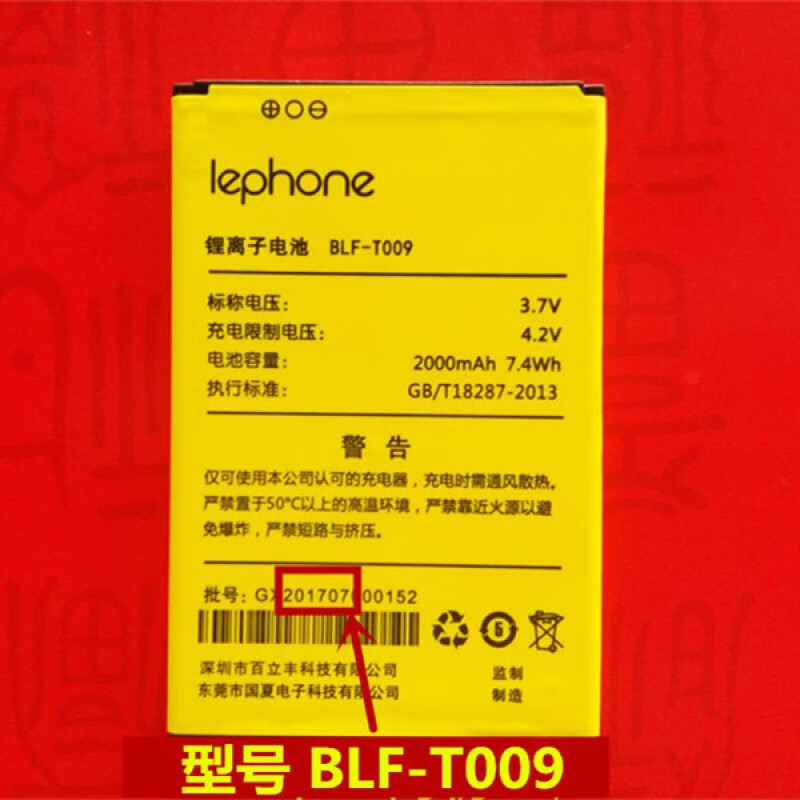 ⊕○⊖
lephone
锂离子电池 BLF-T009
标称电压: 3.7V
充电限制电压: 4.2V
电池容量: 2000mAh 7.4Wh
执行标准: GB/T18287-2013
警 告
仅可使用本公司认可的充电器，充电时需通风散热。
严禁置于50°C以上的高温环境，严禁靠近火源以避
免爆炸，严禁短路与挤压。
批号: GX201707000152
5
深圳市百立丰科技有限公司 监制
东莞市国夏电子科技有限公司 制造
型号 BLF-T009